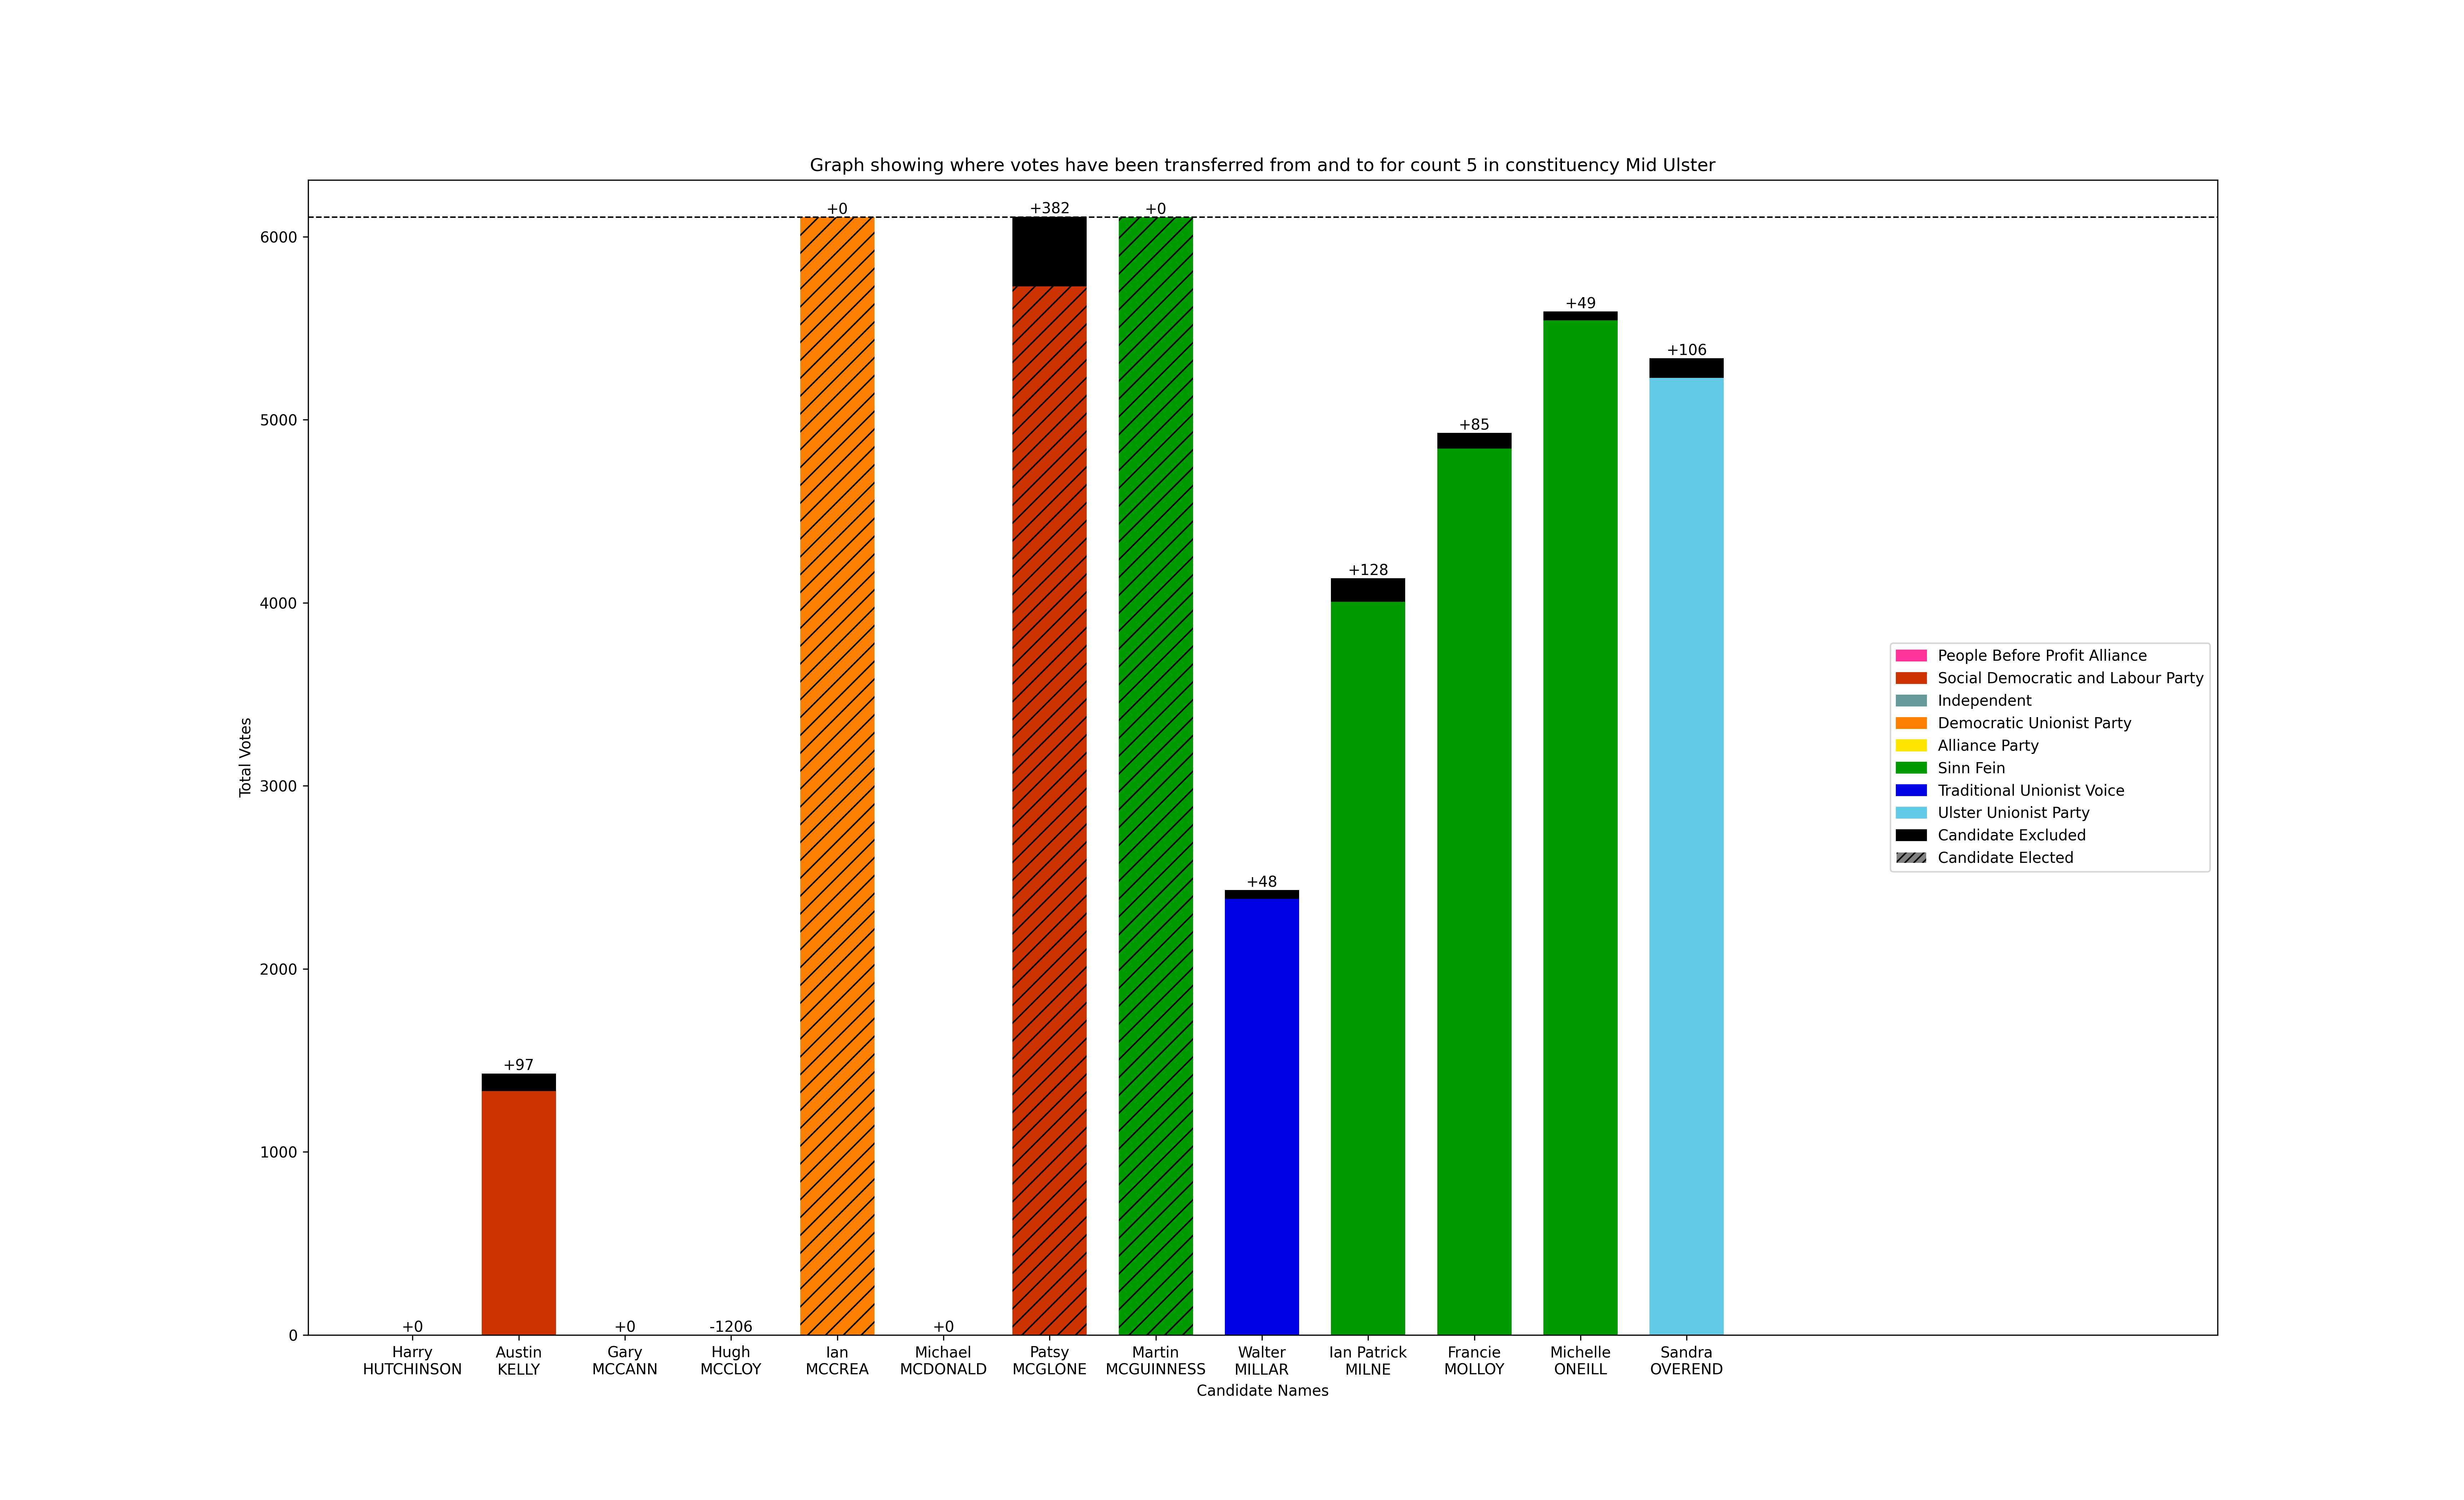 Graph showing where votes have been transferred from and to for count 5 in constituency Mid Ulster
+0
+382
+0
6000
+49
+106
5000
+85
+128
4000
People Before Profit Alliance
Social Democratic and Labour Party
Independent
Democratic Unionist Party
Alliance Party
Sinn Fein
Traditional Unionist Voice
Ulster Unionist Party
Candidate Excluded
Candidate Elected
Total Votes
3000
+48
2000
+97
1000
+0
+0
-1206
+0
0
Harry
HUTCHINSON
Austin
KELLY
Gary
MCCANN
Hugh
MCCLOY
Ian
MCCREA
Michael
MCDONALD
Patsy
MCGLONE
Martin
MCGUINNESS
Walter
MILLAR
Ian Patrick
MILNE
Francie
MOLLOY
Michelle
ONEILL
Sandra
OVEREND
Candidate Names